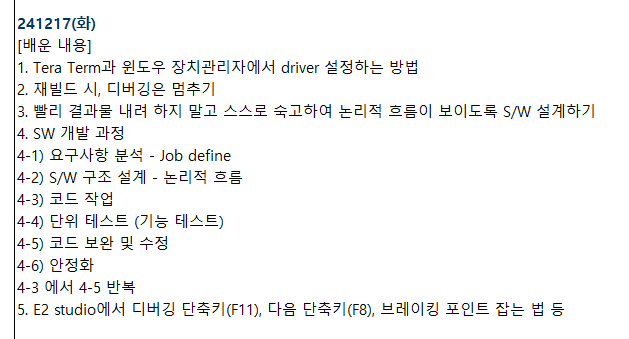 241217(화)
[배운 내용]
1. Tera Term과 윈도우 장치관리자에서 driver 설정하는 방법
2. 재빌드 시, 디버깅은 멈추기
3. 빨리 결과물 내려 하지 말고 스스로 숙고하여 논리적 흐름이 보이도록 S/W 설계하기
4. SW 개발 과정
4-1) 요구사항 분석 - Job define
4-2) S/W 구조 설계 - 논리적 흐름
4-3) 코드 작업
4-4) 단위 테스트 (기능 테스트)
4-5) 코드 보완 및 수정
4-6) 안정화
4-3 에서 4-5 반복
5. E2 studio에서 디버깅 단축키(F11), 다음 단축키(F8), 브레이킹 포인트 잡는 법 등